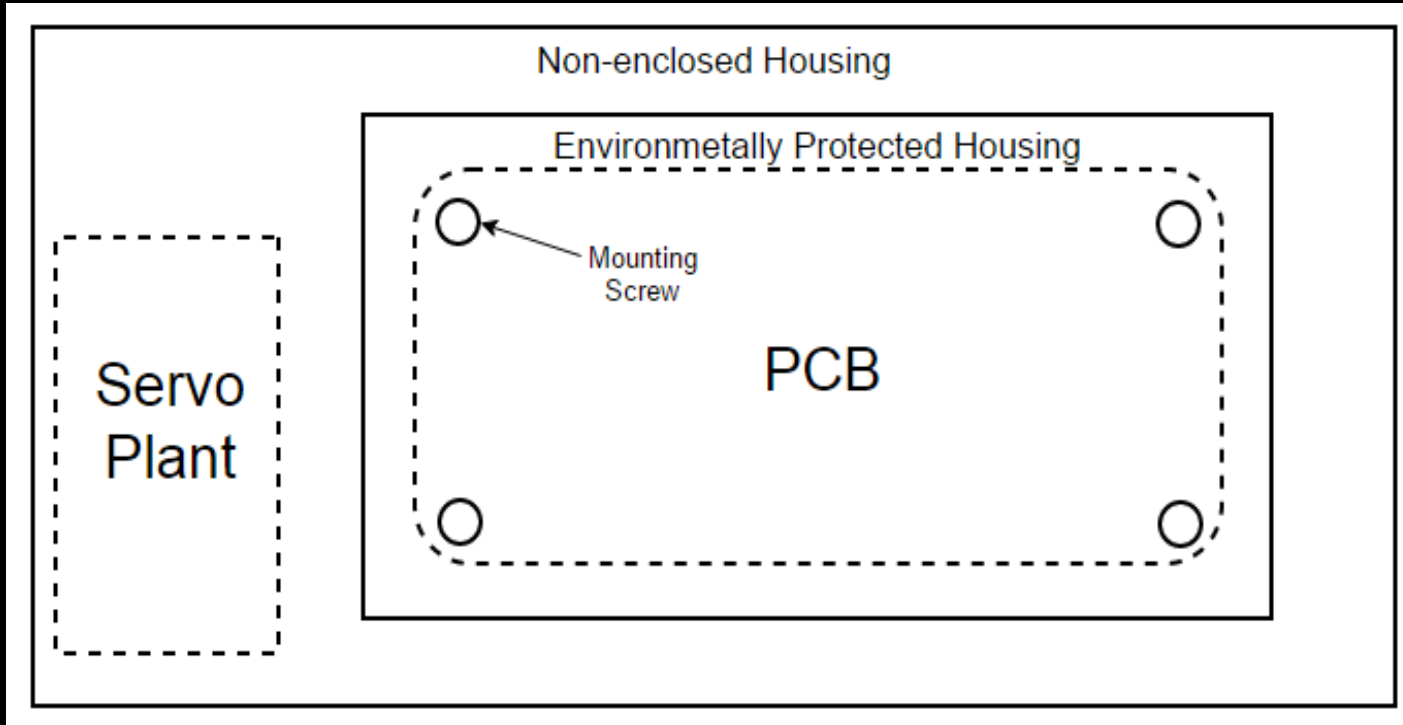 Non-enclosed Housing
Environmetally Protected Housing
Mounting
Screw
PCB
Servo
Plant